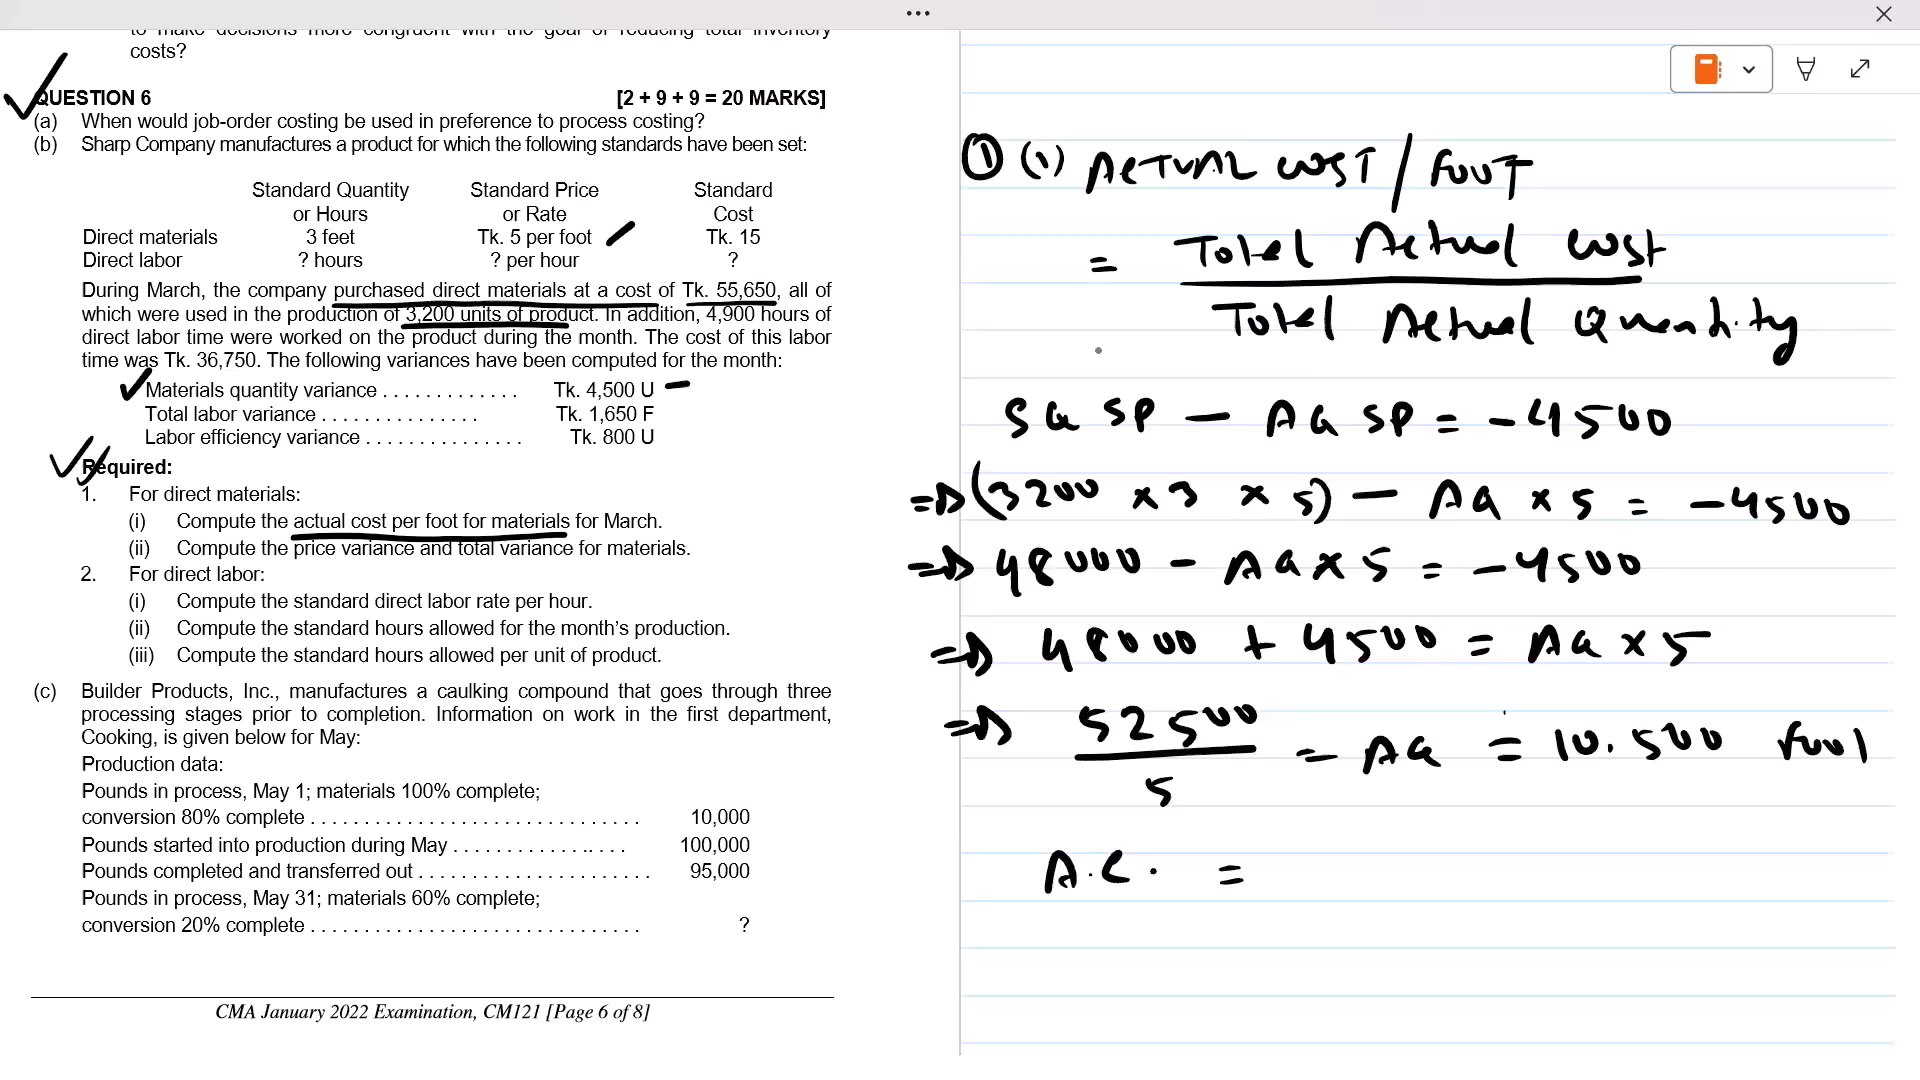 to make decisions more congruent with the goal of reducing total inventory
costs?
QUESTION 6 [2 + 9 + 9 = 20 MARKS]
(a) When would job-order costing be used in preference to process costing?
(b) Sharp Company manufactures a product for which the following standards have been set:
Standard Quantity Standard Price Standard
or Hours or Rate Cost
Direct materials 3 feet Tk. 5 per foot Tk. 15
Direct labor ? hours ? per hour ?
During March, the company purchased direct materials at a cost of Tk. 55,650, all of
which were used in the production of 3,200 units of product. In addition, 4,900 hours of
direct labor time were worked on the product during the month. The cost of this labor
time was Tk. 36,750. The following variances have been computed for the month:
Materials quantity variance . . . . . . . . . . . . . Tk. 4,500 U
Total labor variance . . . . . . . . . . . . . . . Tk. 1,650 F
Labor efficiency variance . . . . . . . . . . . . . . . Tk. 800 U
Required:
1. For direct materials:
(i) Compute the actual cost per foot for materials for March.
(ii) Compute the price variance and total variance for materials.
2. For direct labor:
(i) Compute the standard direct labor rate per hour.
(ii) Compute the standard hours allowed for the month's production.
(iii) Compute the standard hours allowed per unit of product.
(c) Builder Products, Inc., manufactures a caulking compound that goes through three
processing stages prior to completion. Information on work in the first department,
Cooking, is given below for May:
Production data:
Pounds in process, May 1; materials 100% complete;
conversion 80% complete . . . . . . . . . . . . . . . . . . . . . . . . . . . . . . 10,000
Pounds started into production during May . . . . . . . . . . . . . .. . . . . 100,000
Pounds completed and transferred out . . . . . . . . . . . . . . . . . . . . . . 95,000
Pounds in process, May 31; materials 60% complete;
conversion 20% complete . . . . . . . . . . . . . . . . . . . . . . . . . . . . . . ?
CMA January 2022 Examination, CM121 [Page 6 of 8]
① (i) ACTUAL COST / FOOT
= Total Actual Cost
Total Actual Quantity
SQ SP - AQ SP = -4500
=> (3200 x 3 x 5) - AQ x 5 = -4500
=> 48000 - AQ x 5 = -4500
=> 48000 + 4500 = AQ x 5
=> 52500
5
= AQ = 10.500 foot
A.C. =